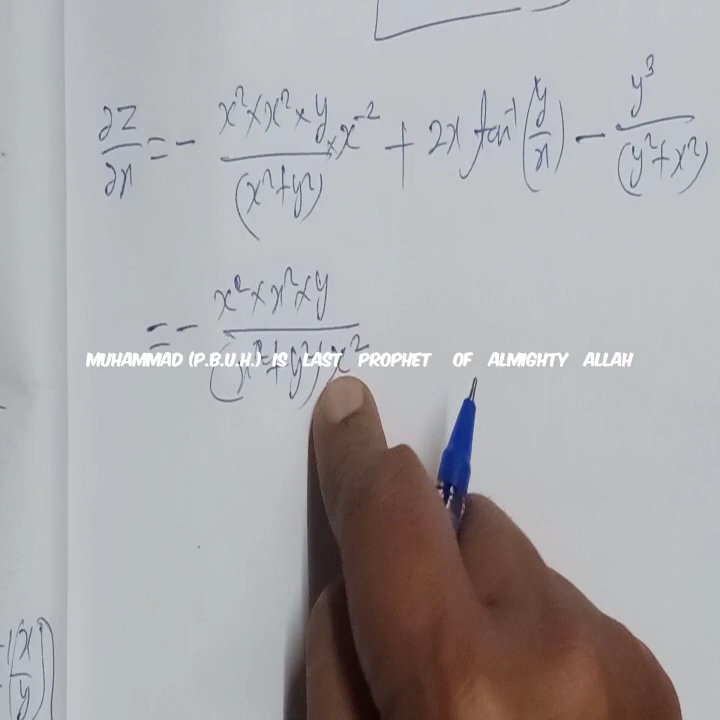 ∂z/∂x = - (x² × x² × y × x⁻²)/(x²+y²) + 2x tan⁻¹(y/x) - y³/(y²+x²)
= - (x² × x² × y)/((x²+y²) x²
MUHAMMAD (P.B.U.H.) IS LAST PROPHET OF ALMIGHTY ALLAH
(x/y)